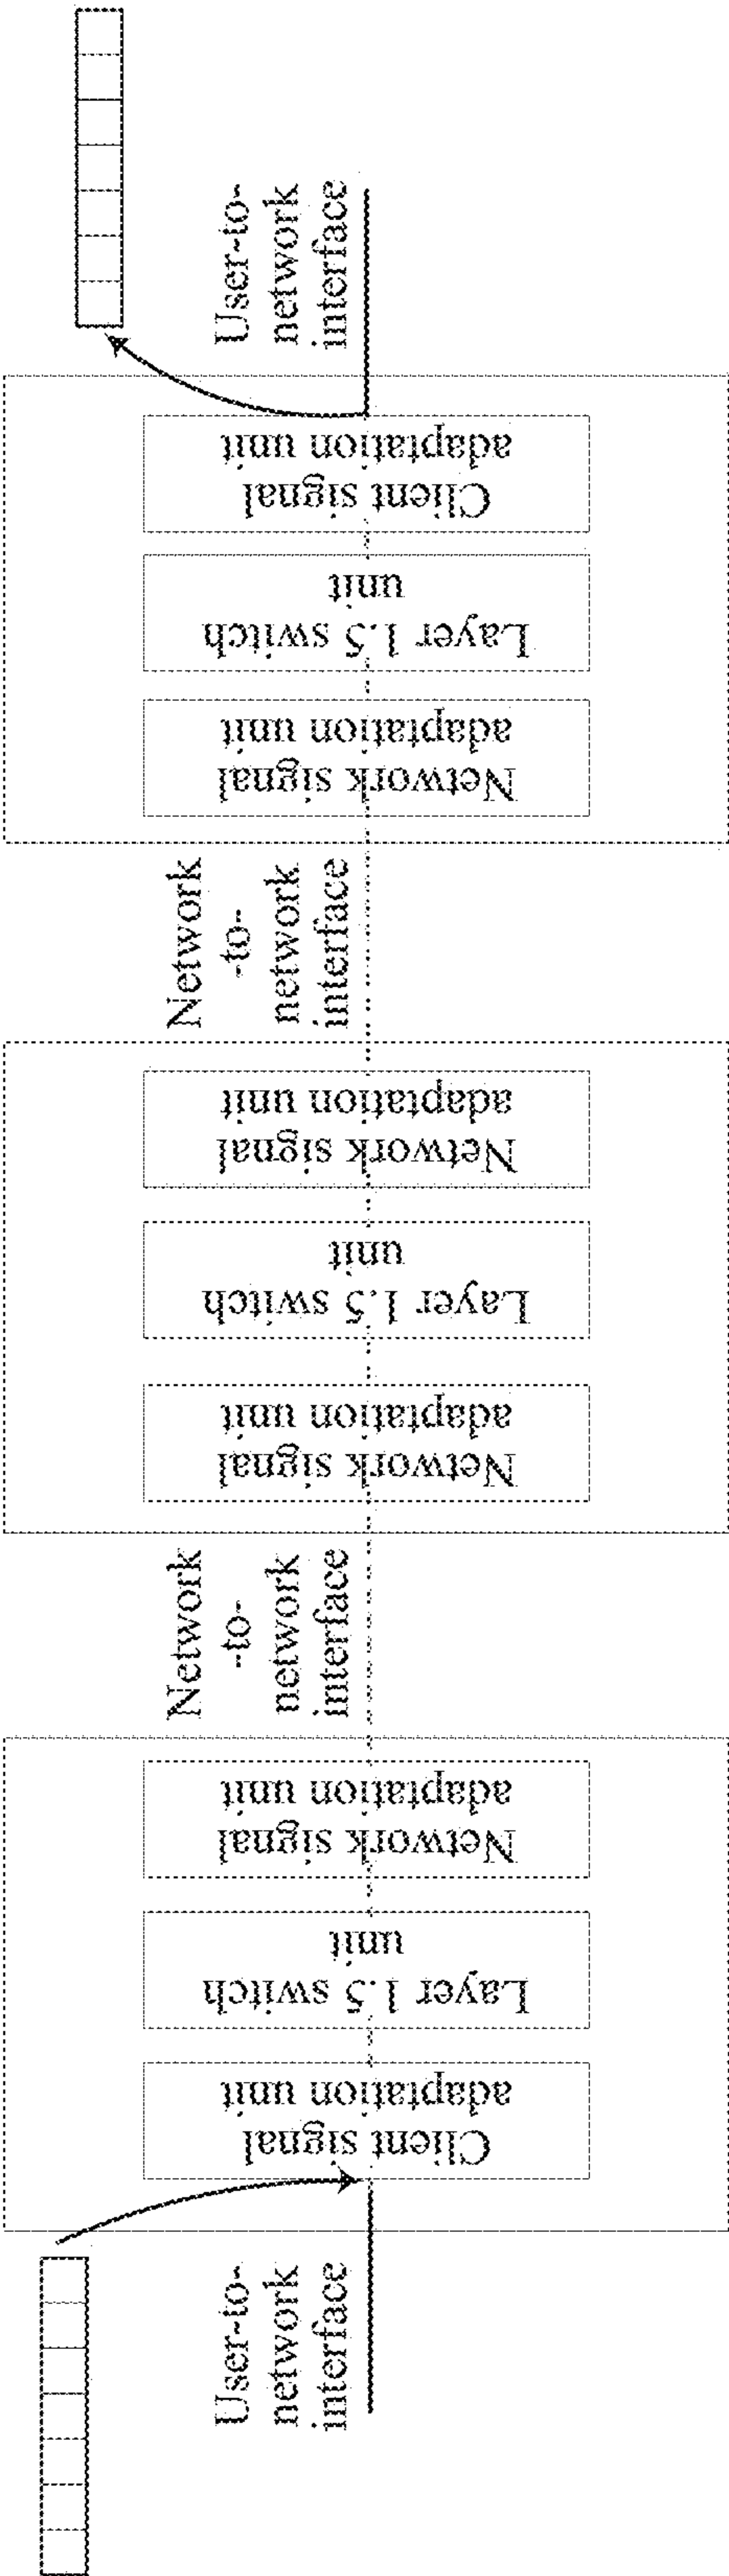 User-to-
network
interface
Client signal
adaptation unit
Layer 1.5 switch
unit
Network signal
adaptation unit
Network
-to-
network
interface
Network signal
adaptation unit
Layer 1.5 switch
unit
Network signal
adaptation unit
Network
-to-
network
interface
Network signal
adaptation unit
Layer 1.5 switch
unit
Client signal
adaptation unit
User-to-
network
interface